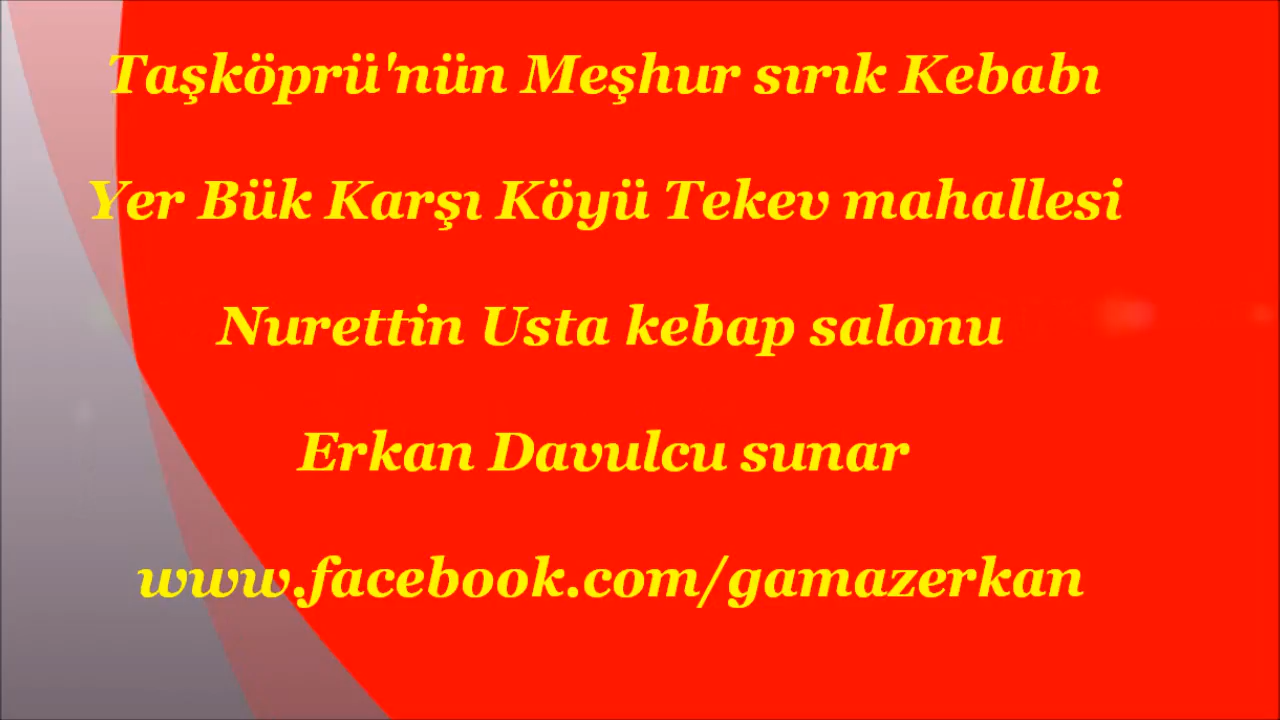 Taşköprü'nün Meşhur sırık Kebabı
Yer Bük Karşı Köyü Tekev mahallesi
Nurettin Usta kebap salonu
Erkan Davulcu sunar
www.facebook.com/gamazerkan